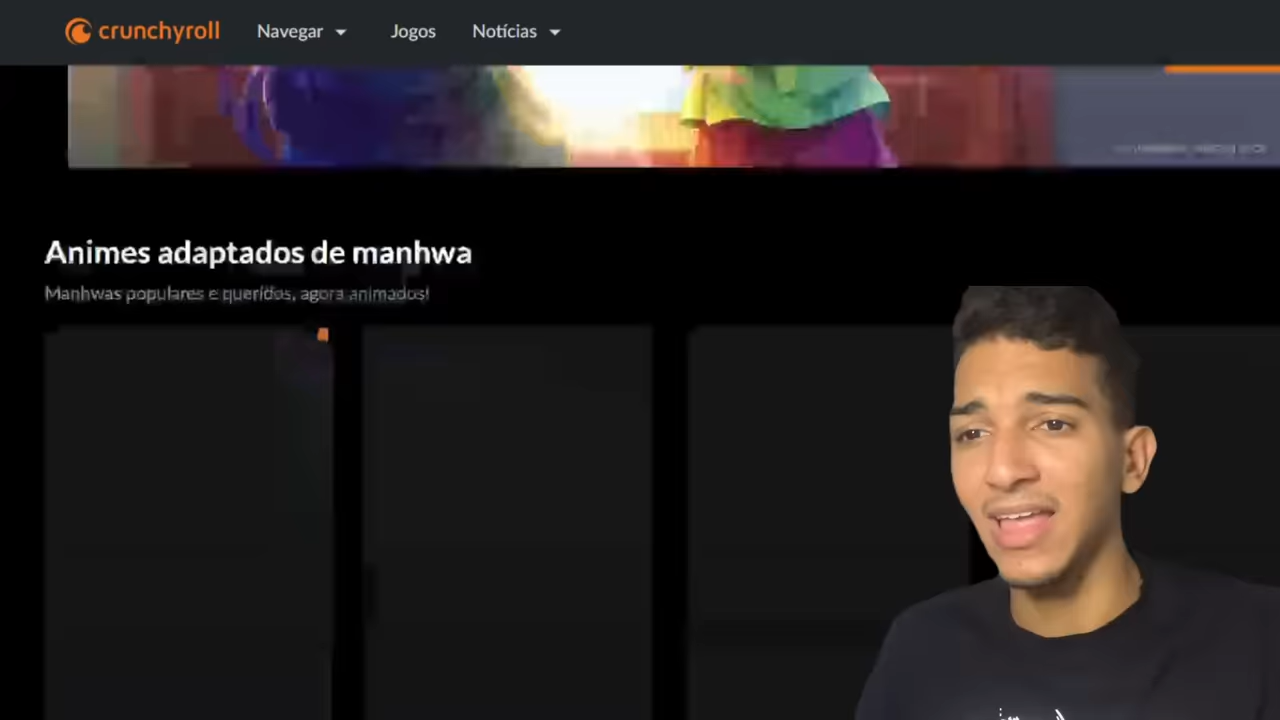 crunchyroll Navegar Jogos Notícias
Animes adaptados de manhwa
Manhwas populares e queridos, agora animados!